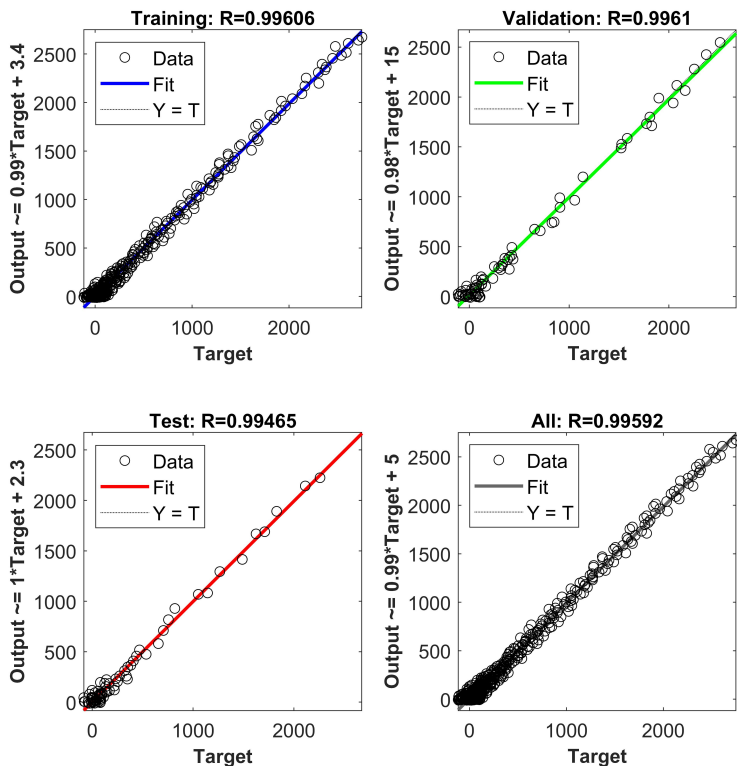 Training: R=0.99606
Output ~= 0.99*Target + 3.4
2500
2000
1500
1000
500
0
Data
Fit
Y = T
0
1000
2000
Target
Validation: R=0.9961
Output ~= 0.98*Target + 15
2500
2000
1500
1000
500
0
Data
Fit
Y = T
0
1000
2000
Target
Test: R=0.99465
Output ~= 1*Target + 2.3
2500
2000
1500
1000
500
0
Data
Fit
Y = T
0
1000
2000
Target
All: R=0.99592
Output ~= 0.99*Target + 5
2500
2000
1500
1000
500
0
Data
Fit
Y = T
0
1000
2000
Target